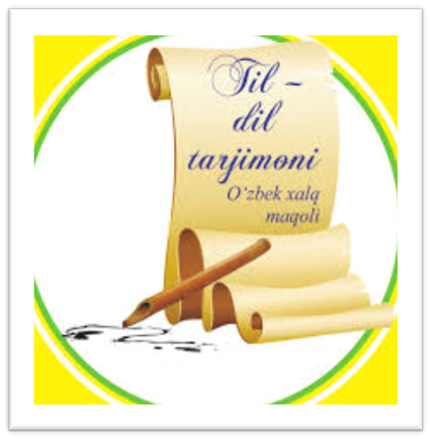 Til –
dil
tarjimoni
O‘zbek xalq
maqoli